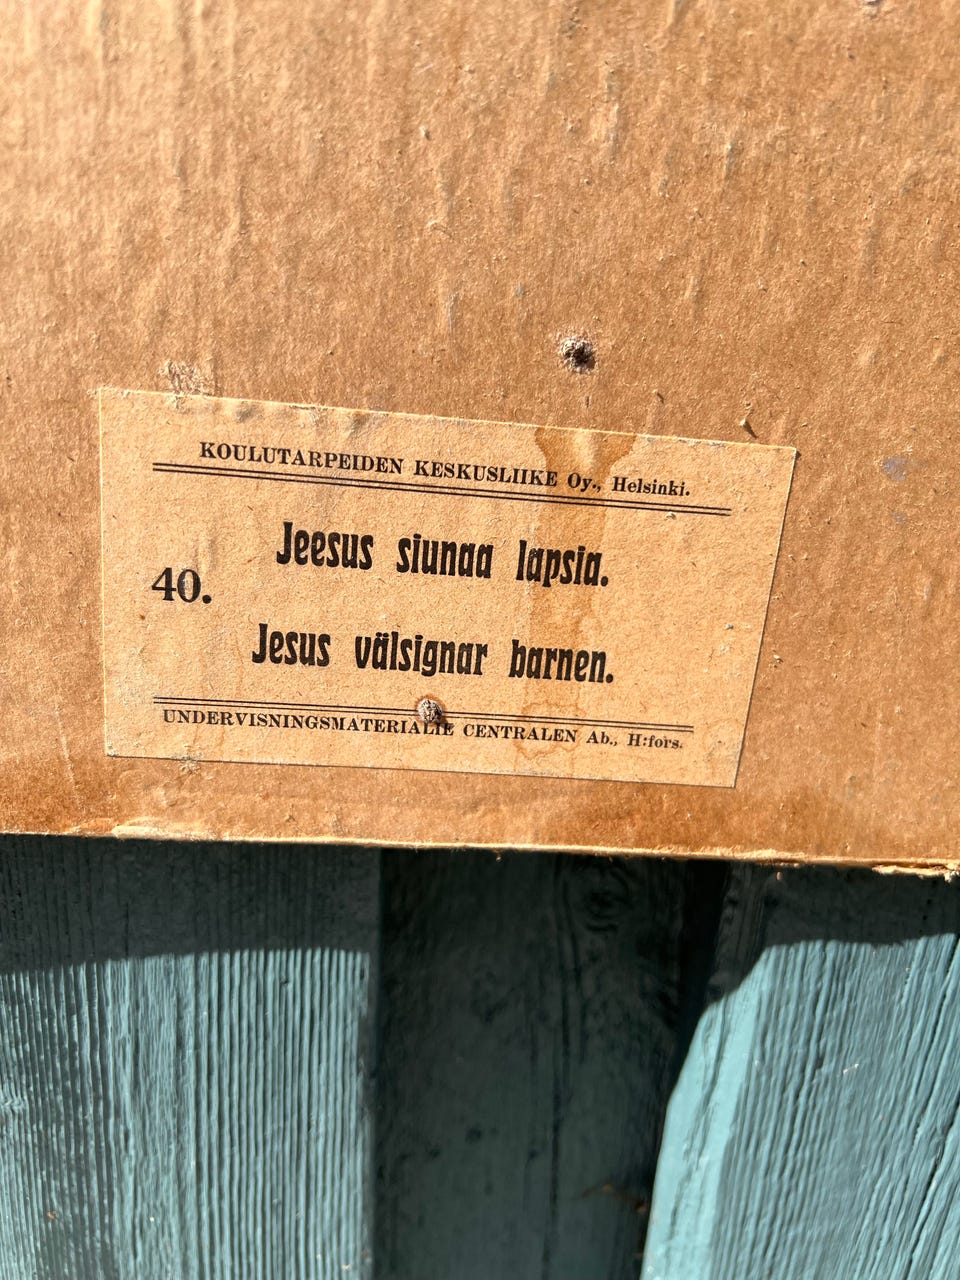 KOULUTARPEIDEN KESKUSLIIKE Oy., Helsinki.
Jeesus siunaa lapsia.
40.
Jesus välsignar barnen.
UNDERVISNINGSMATERIALIE CENTRALEN Ab., H:fors.